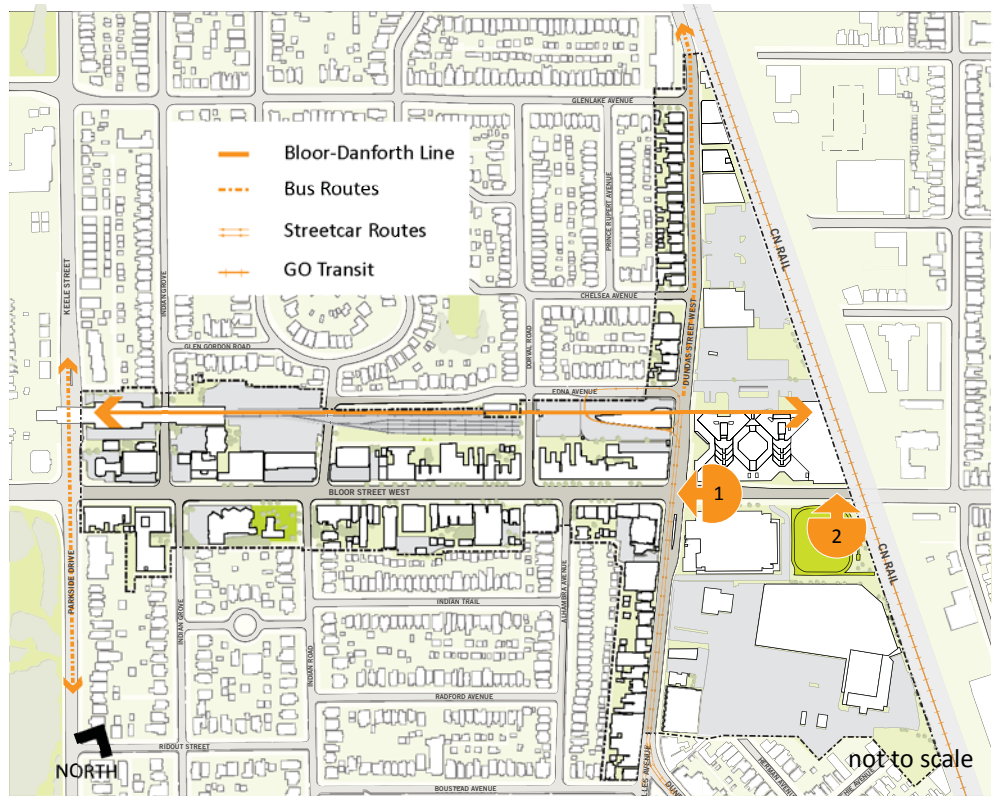 GLENLAKE AVENUE
Bloor-Danforth Line
Bus Routes
Streetcar Routes
GO Transit
PRINCE RUPERT AVENUE
CN RAIL
KEELE STREET
INDIAN GROVE
CHELSEA AVENUE
DUNDAS STREET WEST
GLEN GORDON ROAD
DORVAL ROAD
EDNA AVENUE
BLOOR STREET WEST
1
2
CN RAIL
PARKSIDE DRIVE
INDIAN GROVE
INDIAN TRAIL
ALHAMBRA AVENUE
INDIAN ROAD
RADFORD AVENUE
RIDOUT STREET
NORTH
not to scale
BOUSTEAD AVENUE
HERMAN AVENUE